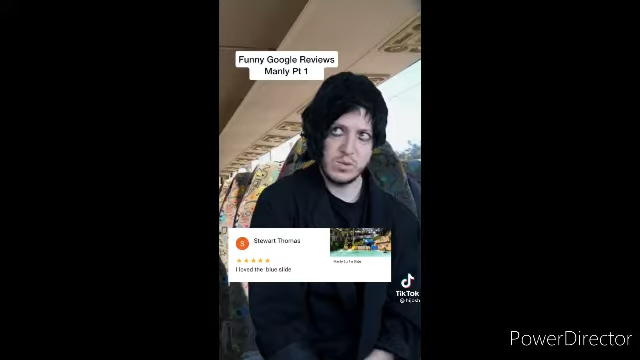 Funny Google Reviews
Manly Pt 1
S
Stewart Thomas
I loved the blue slide
TikTok
PowerDirector